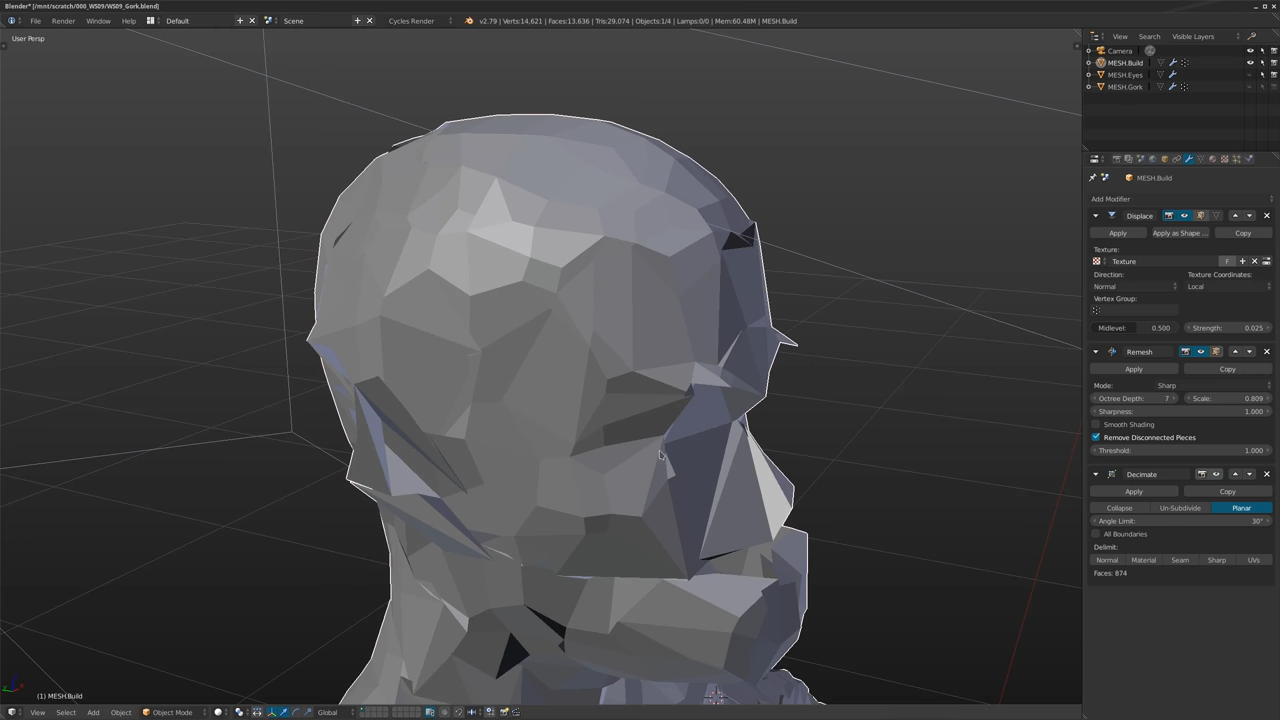 Blender* [/mnt/scratch/000_WS09/WS09_Gork.blend]
File Render Window Help Default Scene Cycles Render v2.79 | Verts:14,621 | Faces:13,636 | Tris:29,074 | Objects:1/4 | Lamps:0/0 | Mem:60.48M | MESH.Build
User Persp
(1) MESH.Build
View Select Add Object Object Mode Global
View Search Visible Layers
Camera
MESH.Build
MESH.Eyes
MESH.Gork
MESH.Build
Add Modifier
Displace
Apply Apply as Shape ... Copy
Texture:
Texture F
Direction: Texture Coordinates:
Normal Local
Vertex Group:
Midlevel: 0.500 Strength: 0.025
Remesh
Apply Copy
Mode: Sharp
Octree Depth: 7 Scale: 0.809
Sharpness: 1.000
Smooth Shading
Remove Disconnected Pieces
Threshold: 1.000
Decimate
Apply Copy
Collapse Un-Subdivide Planar
Angle Limit: 30°
All Boundaries
Delimit:
Normal Material Seam Sharp UVs
Faces: 874